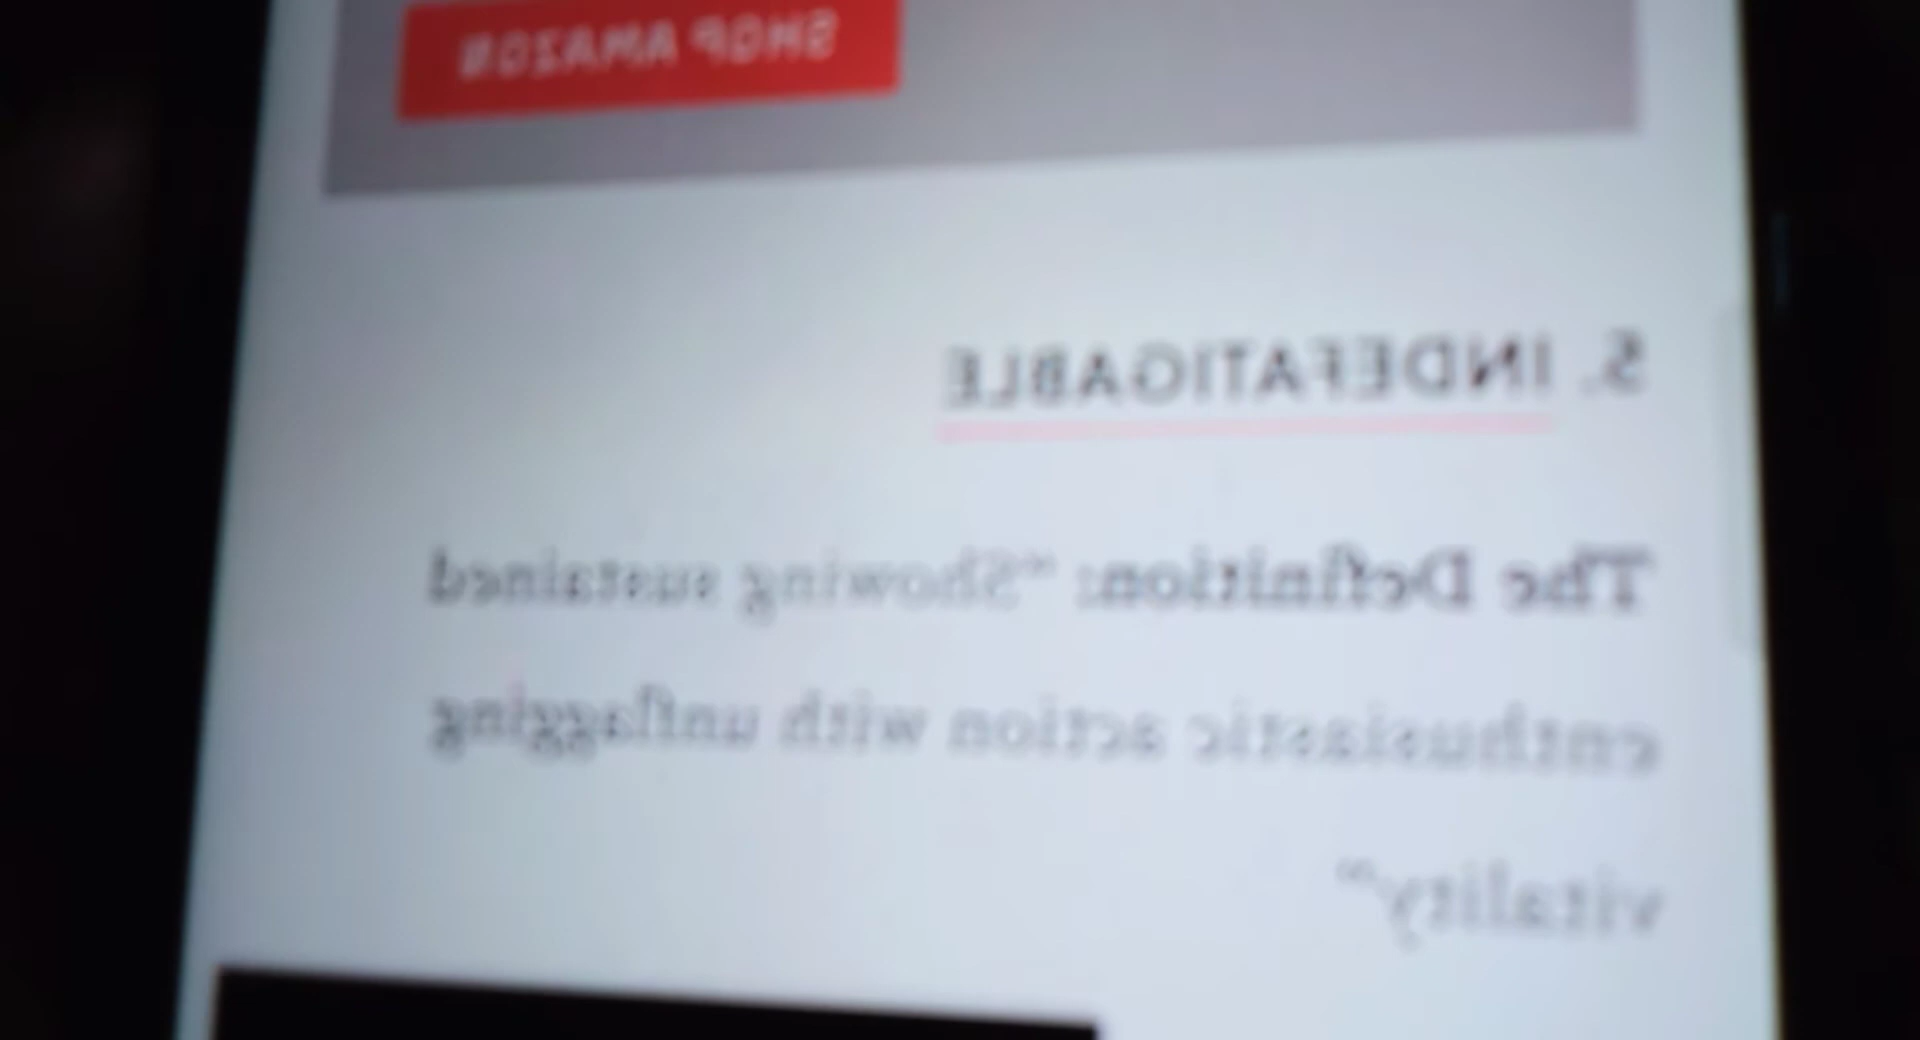 SHOP AMAZON
5. INDEFATIGABLE
The Definition: "Showing sustained
enthusiastic action with unflagging
vitality"